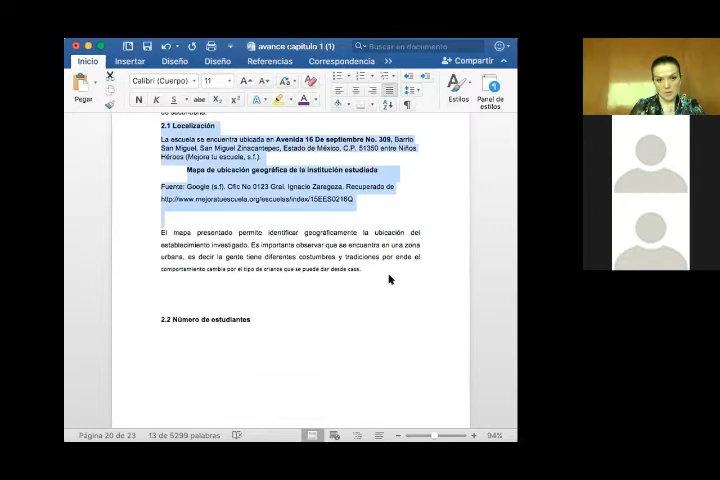 avance capitulo 1 (1)
Buscar en documento
Inicio
Insertar
Diseño
Diseño
Referencias
Correspondencia
Compartir
Pegar
Calibri (Cuerpo)
11
N K S abc X₂ X²
Estilos
Panel de
estilos
de secundaria.
2.1 Localización
La escuela se encuentra ubicada en Avenida 16 De septiembre No. 309, Barrio
San Miguel, San Miguel Zinacantepec, Estado de México, C.P. 51350 entre Niños
Héroes (Mejora tu escuela, s.f.).
Mapa de ubicación geográfica de la institución estudiada
Fuente: Google (s.f). Ofic No 0123 Gral. Ignacio Zaragoza. Recuperado de
http://www.mejoratuescuela.org/escuelas/index/15EES0216Q
El mapa presentado permite identificar geográficamente la ubicación del
establecimiento investigado. Es importante observar que se encuentra en una zona
urbana, es decir la gente tiene diferentes costumbres y tradiciones por ende el
comportamiento cambia por el tipo de crianza que se puede dar desde casa.
2.2 Número de estudiantes
Página 20 de 23
13 de 5299 palabras
94%